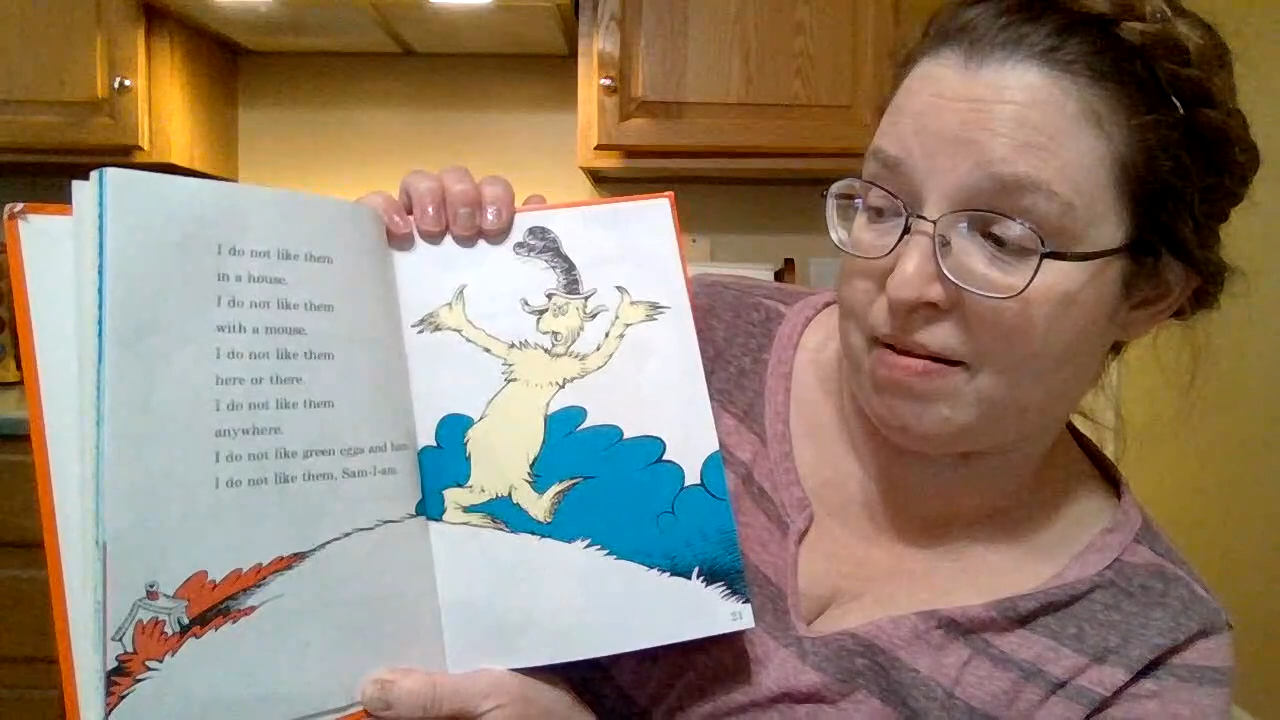 I do not like them
in a house.
I do not like them
with a mouse.
I do not like them
here or there.
I do not like them
anywhere.
I do not like green eggs and ham.
I do not like them, Sam-I-am.
21